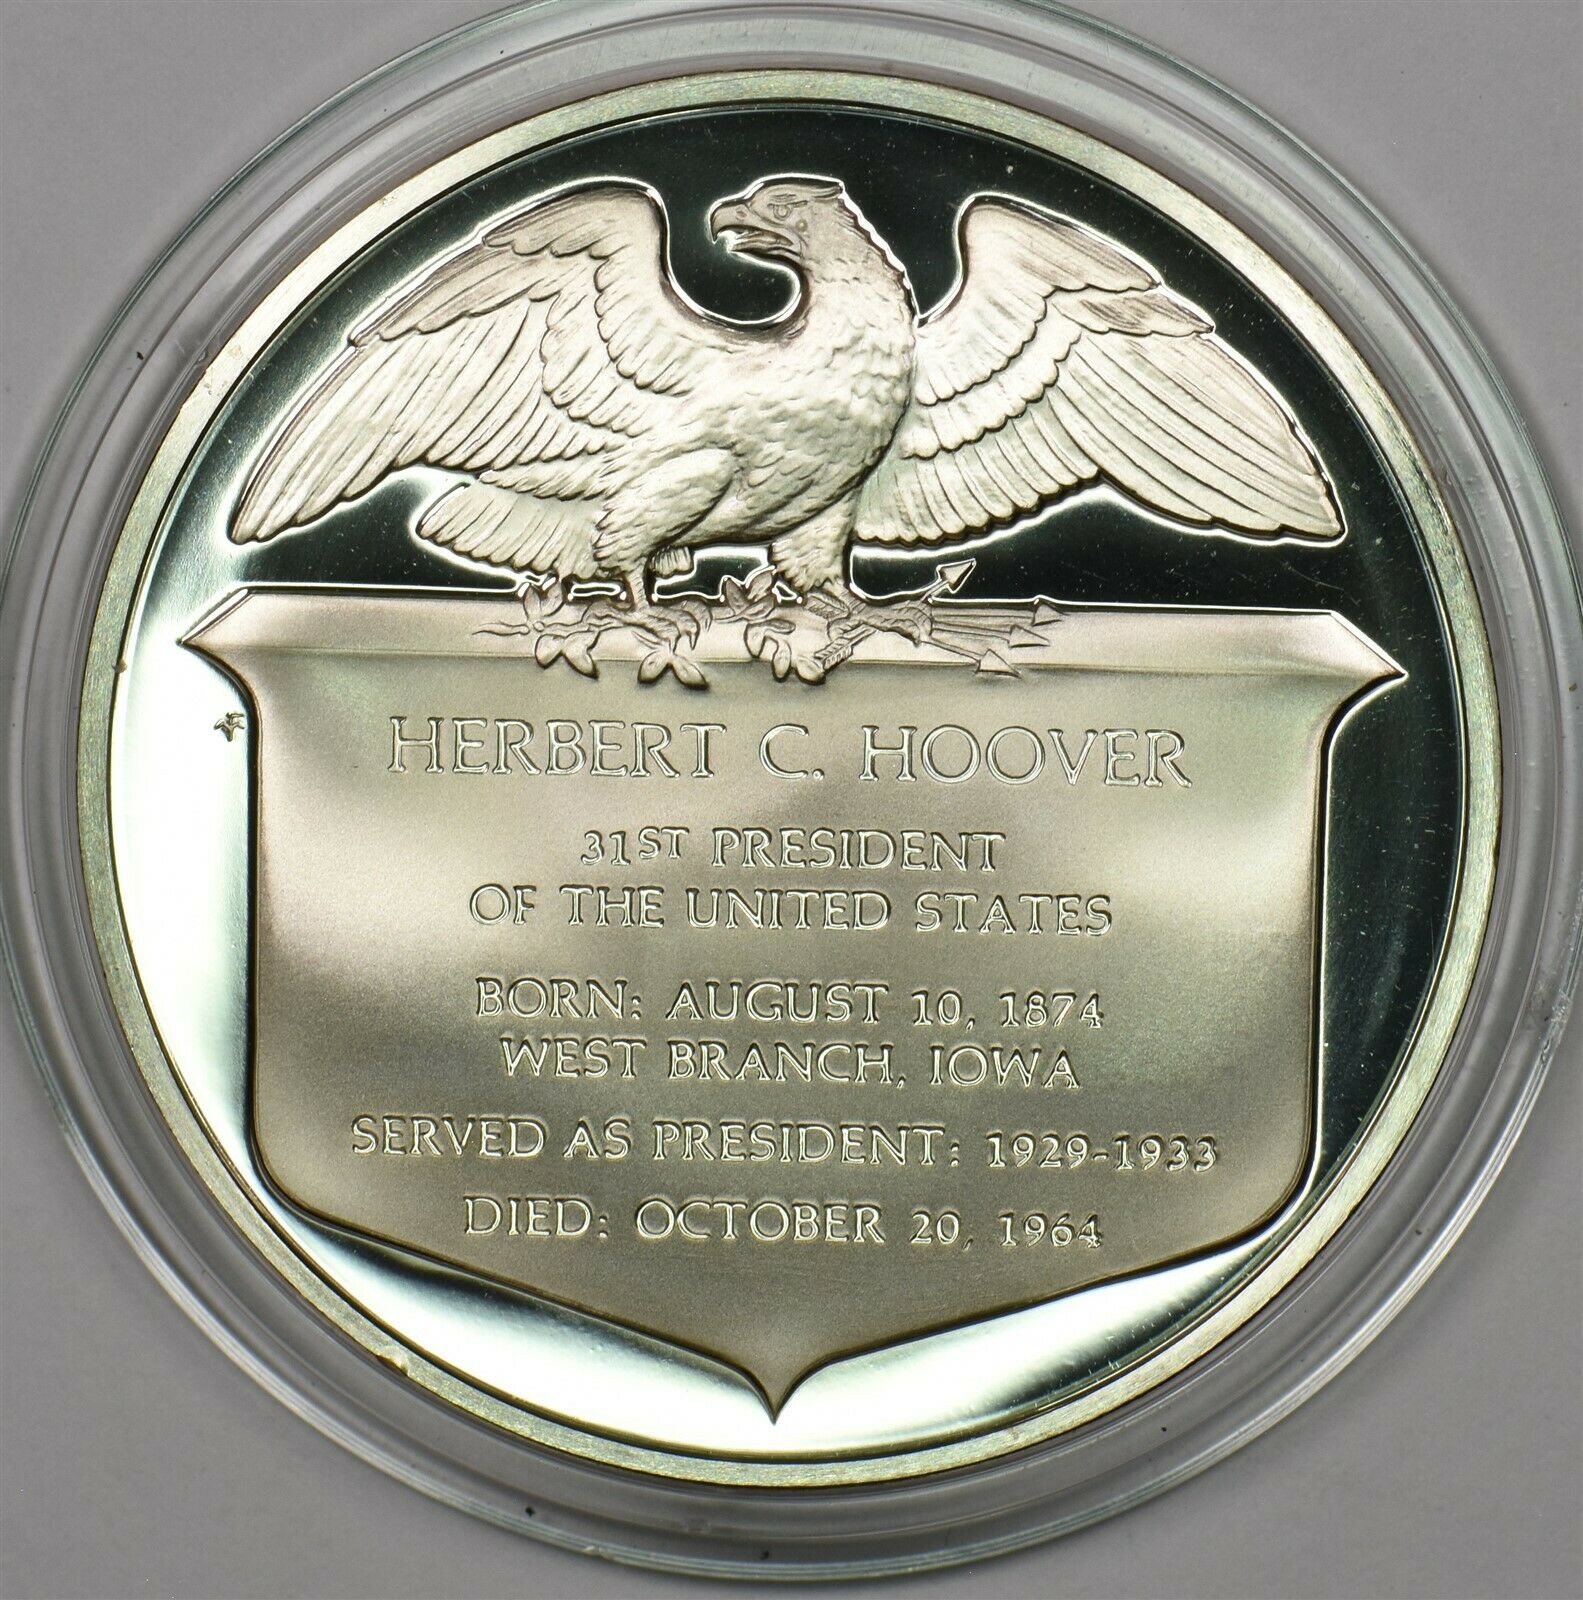 HERBERT C. HOOVER
31ST PRESIDENT
OF THE UNITED STATES
BORN: AUGUST 10, 1874
WEST BRANCH, IOWA
SERVED AS PRESIDENT: 1929-1933
DIED: OCTOBER 20, 1964